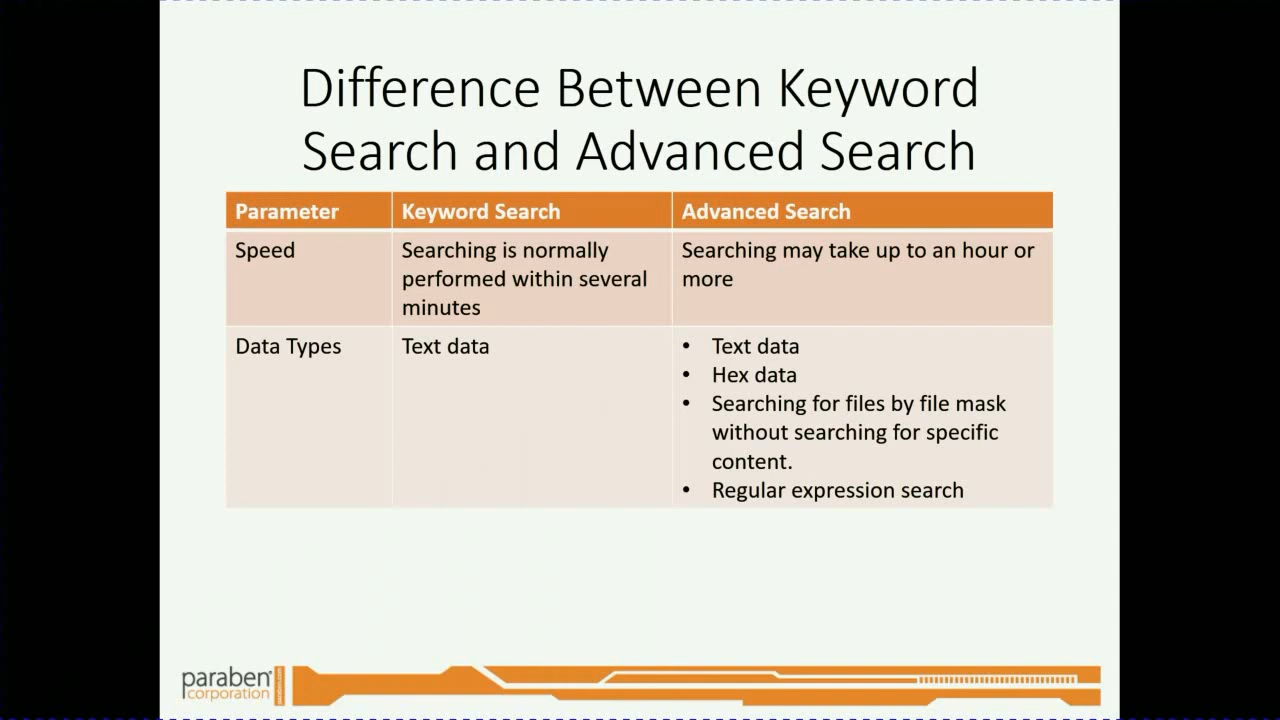 Difference Between Keyword
Search and Advanced Search
Parameter
Keyword Search
Advanced Search
Speed
Searching is normally
performed within several
minutes
Searching may take up to an hour or
more
Data Types
Text data
• Text data
• Hex data
• Searching for files by file mask
without searching for specific
content.
• Regular expression search
paraben®
corporation